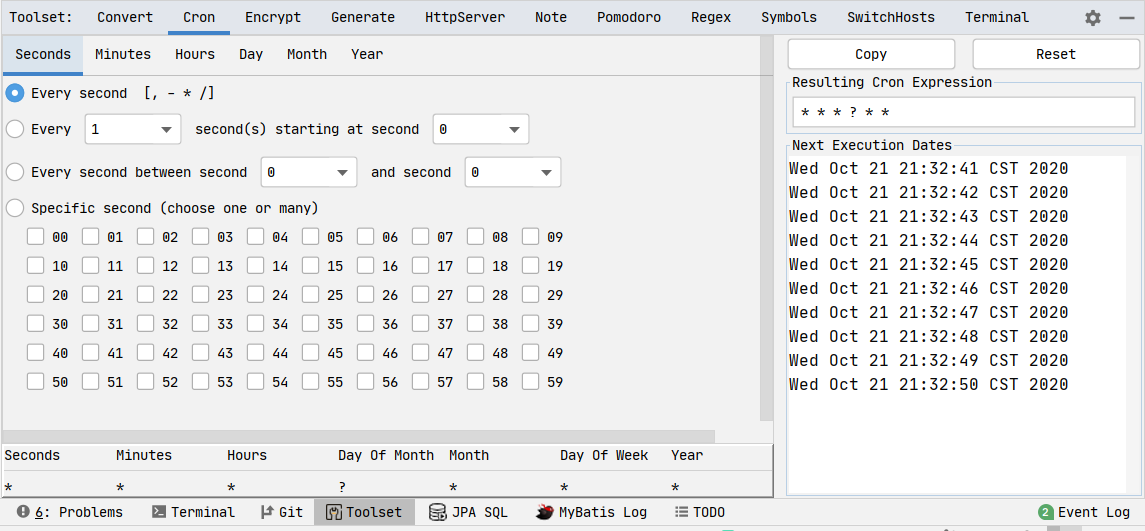 Toolset: Convert Cron Encrypt Generate HttpServer Note Pomodoro Regex Symbols SwitchHosts Terminal
Seconds Minutes Hours Day Month Year
Every second [, - * /]
Every 1 second(s) starting at second 0
Every second between second 0 and second 0
Specific second (choose one or many)
00 01 02 03 04 05 06 07 08 09
10 11 12 13 14 15 16 17 18 19
20 21 22 23 24 25 26 27 28 29
30 31 32 33 34 35 36 37 38 39
40 41 42 43 44 45 46 47 48 49
50 51 52 53 54 55 56 57 58 59
Seconds Minutes Hours Day Of Month Month Day Of Week Year
* * * ? * * *
Copy Reset
Resulting Cron Expression
* * * ? * *
Next Execution Dates
Wed Oct 21 21:32:41 CST 2020
Wed Oct 21 21:32:42 CST 2020
Wed Oct 21 21:32:43 CST 2020
Wed Oct 21 21:32:44 CST 2020
Wed Oct 21 21:32:45 CST 2020
Wed Oct 21 21:32:46 CST 2020
Wed Oct 21 21:32:47 CST 2020
Wed Oct 21 21:32:48 CST 2020
Wed Oct 21 21:32:49 CST 2020
Wed Oct 21 21:32:50 CST 2020
6: Problems Terminal Git Toolset JPA SQL MyBatis Log TODO 2 Event Log